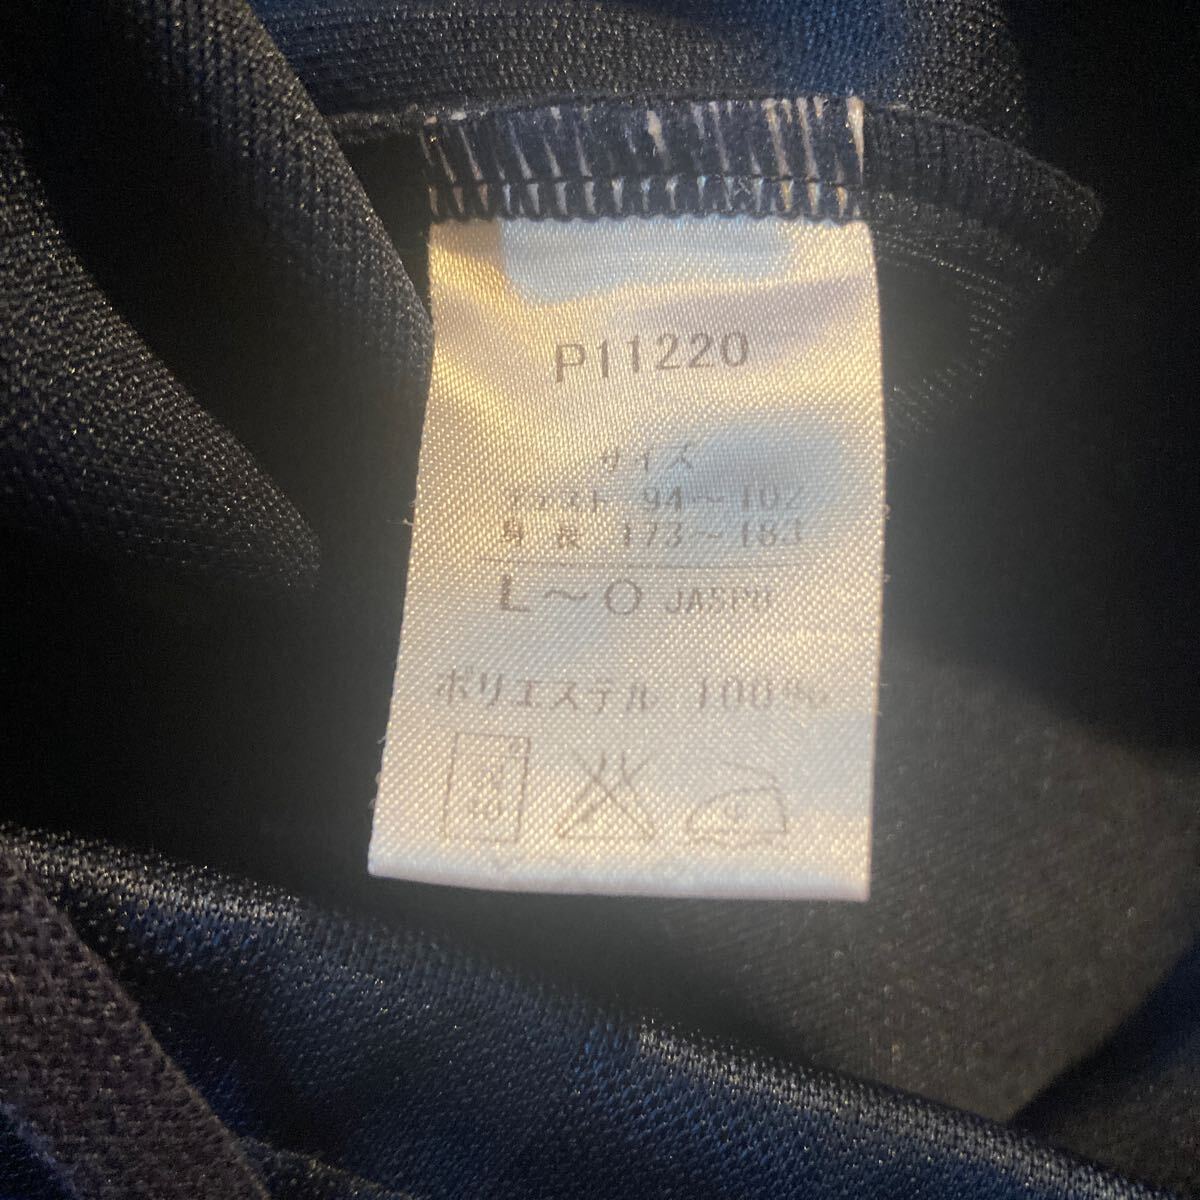 P11220
サイズ
チェスト 94〜102
身長 173〜183
L〜O JASPO
ポリエステル 100%